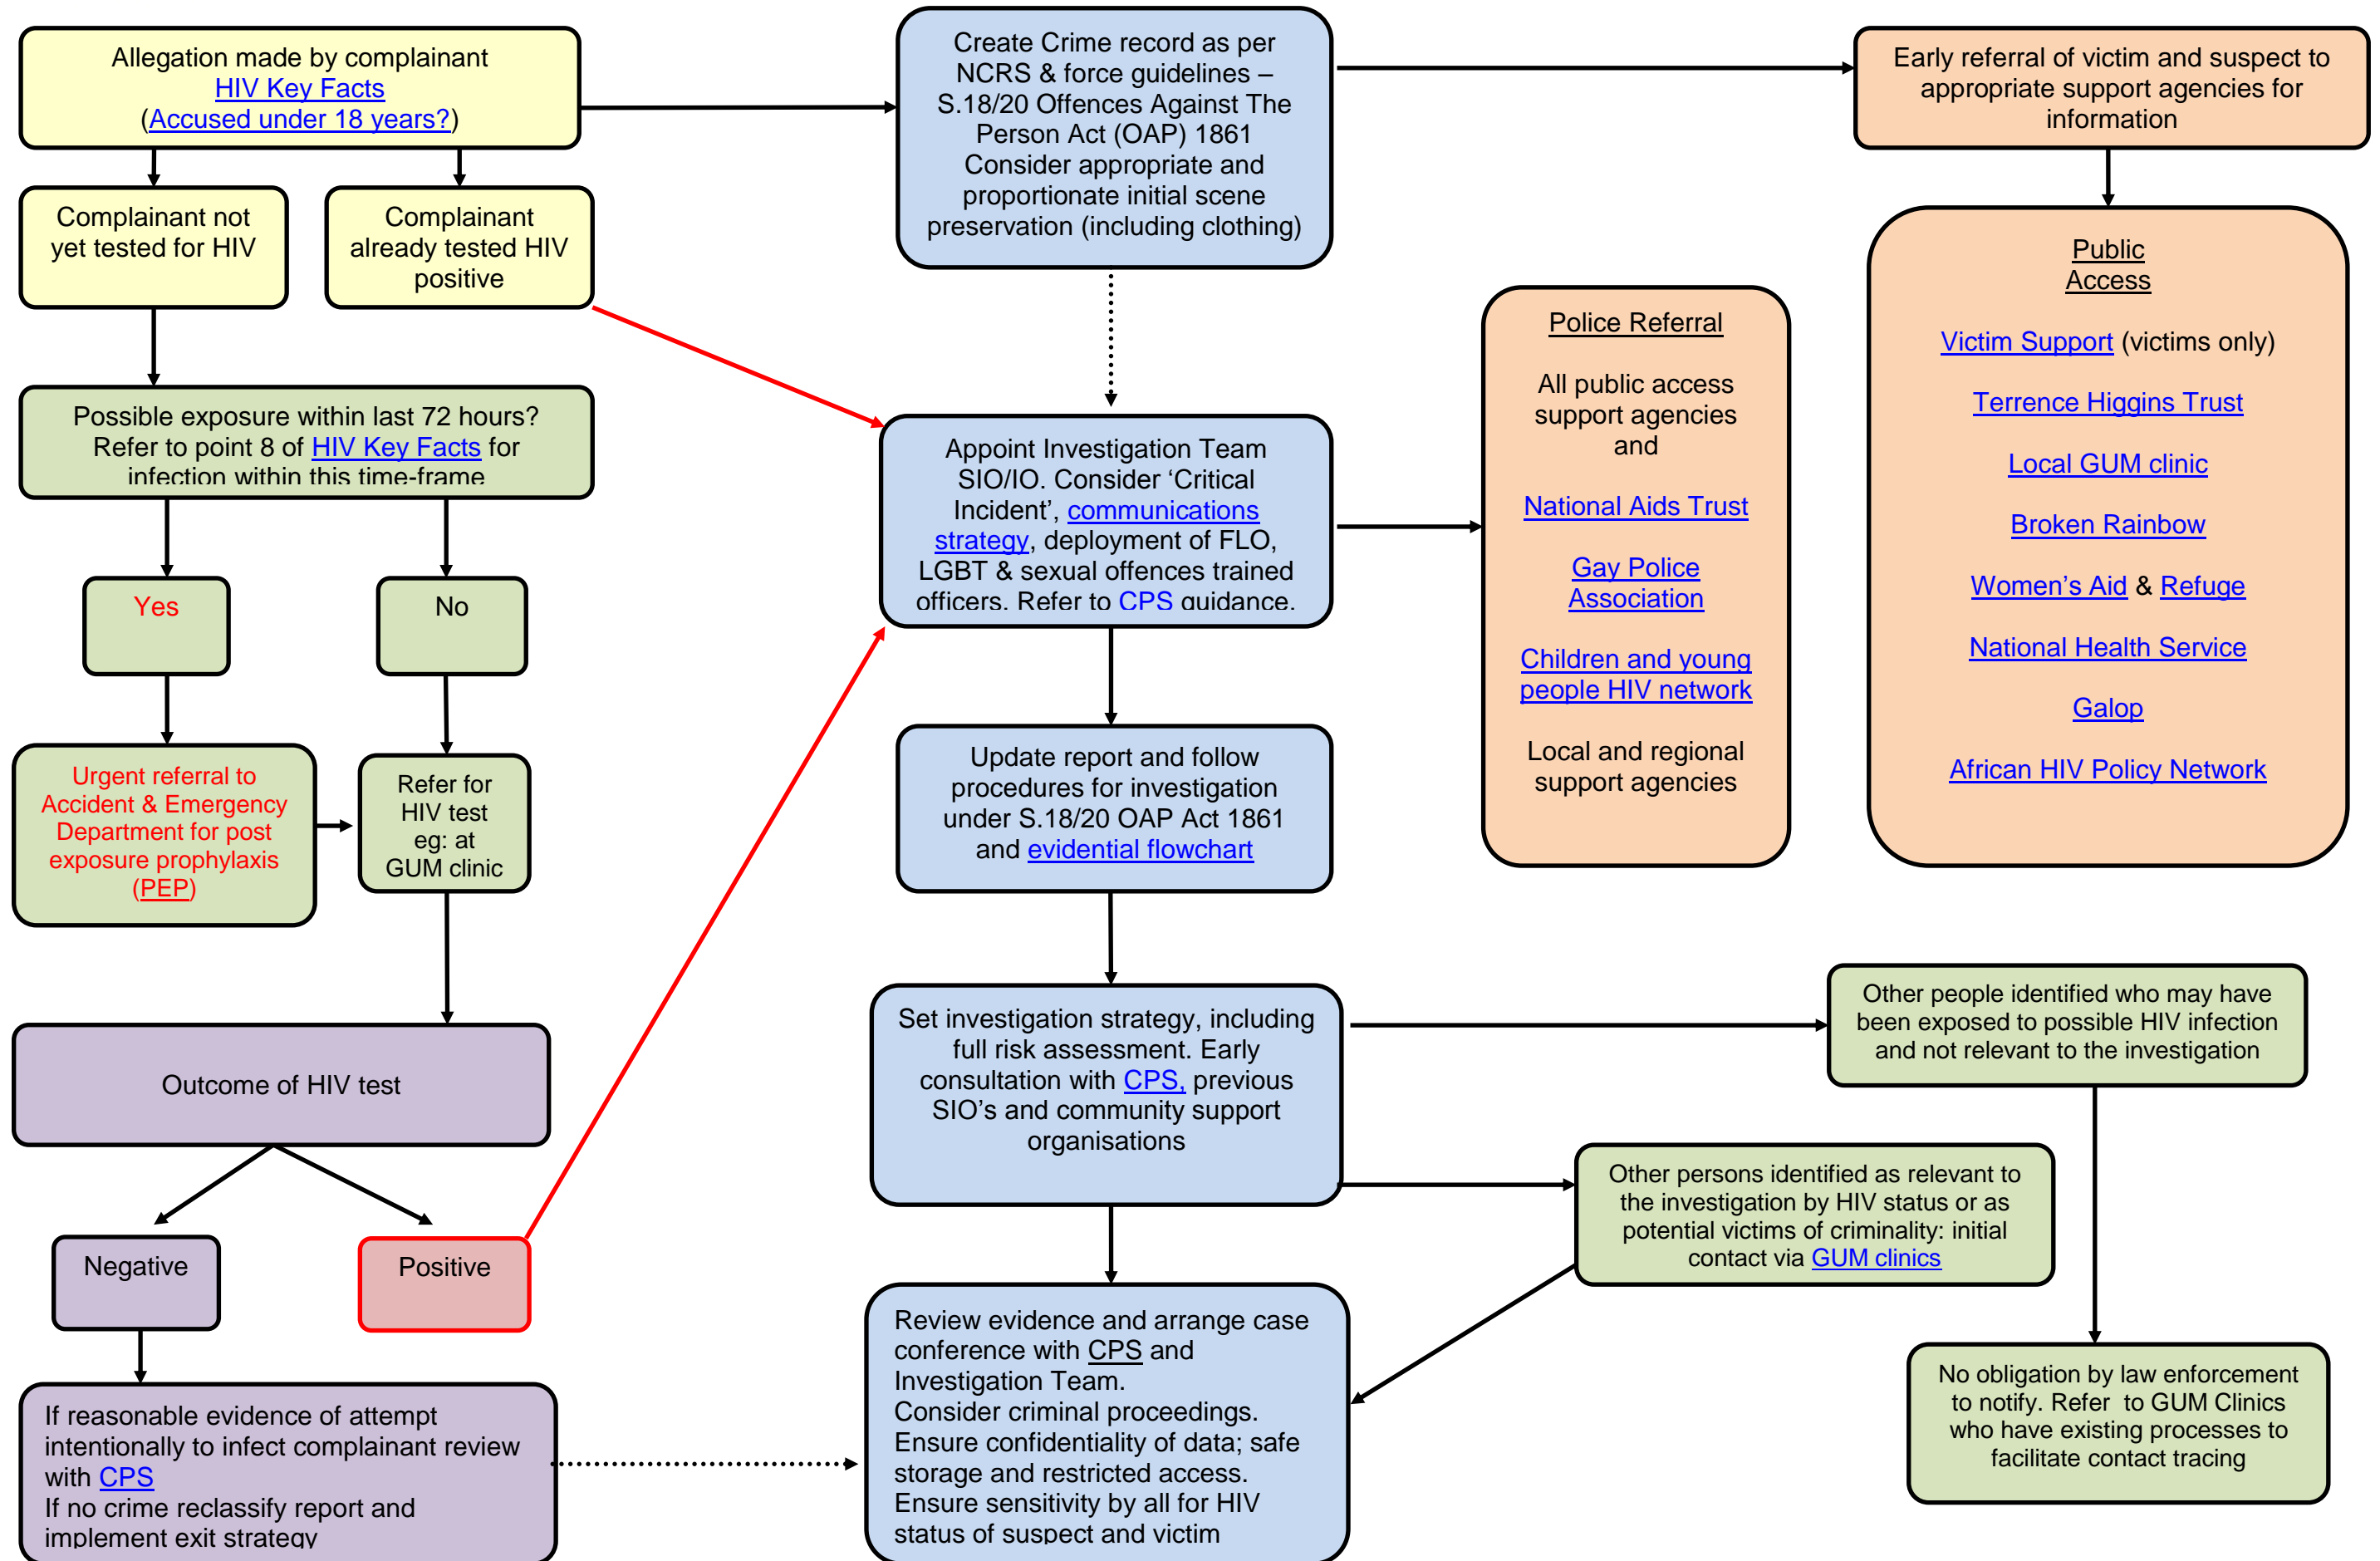 Allegation made by complainant
HIV Key Facts
(Accused under 18 years?)
Create Crime record as per
NCRS & force guidelines –
S.18/20 Offences Against The
Person Act (OAP) 1861
Consider appropriate and
proportionate initial scene
preservation (including clothing)
Early referral of victim and suspect to
appropriate support agencies for
information
Complainant not
yet tested for HIV
Complainant
already tested HIV
positive
Public
Access
Victim Support (victims only)
Terrence Higgins Trust
Local GUM clinic
Broken Rainbow
Women's Aid & Refuge
National Health Service
Galop
African HIV Policy Network
Police Referral
All public access
support agencies
and
National Aids Trust
Gay Police
Association
Children and young
people HIV network
Local and regional
support agencies
Possible exposure within last 72 hours?
Refer to point 8 of HIV Key Facts for
infection within this time-frame
Appoint Investigation Team
SIO/IO. Consider ‘Critical
Incident’, communications
strategy, deployment of FLO,
LGBT & sexual offences trained
officers. Refer to CPS guidance.
Yes
No
Urgent referral to
Accident & Emergency
Department for post
exposure prophylaxis
(PEP)
Refer for
HIV test
eg: at
GUM clinic
Update report and follow
procedures for investigation
under S.18/20 OAP Act 1861
and evidential flowchart
Outcome of HIV test
Set investigation strategy, including
full risk assessment. Early
consultation with CPS, previous
SIO’s and community support
organisations
Other people identified who may have
been exposed to possible HIV infection
and not relevant to the investigation
Other persons identified as relevant to
the investigation by HIV status or as
potential victims of criminality: initial
contact via GUM clinics
Negative
Positive
Review evidence and arrange case
conference with CPS and
Investigation Team.
Consider criminal proceedings.
Ensure confidentiality of data; safe
storage and restricted access.
Ensure sensitivity by all for HIV
status of suspect and victim
No obligation by law enforcement
to notify. Refer to GUM Clinics
who have existing processes to
facilitate contact tracing
If reasonable evidence of attempt
intentionally to infect complainant review
with CPS
If no crime reclassify report and
implement exit strategy